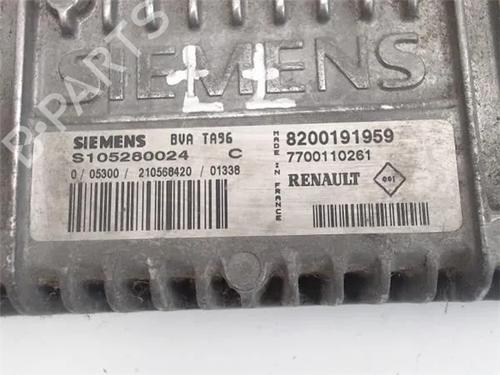 SIEMENS
B-PARTS
SIEMENS BVA TA96
S105280024 C
0 / 05300 / 210568420 / 01338
MADE IN FRANCE
8200191959
7700110261
RENAULT
001